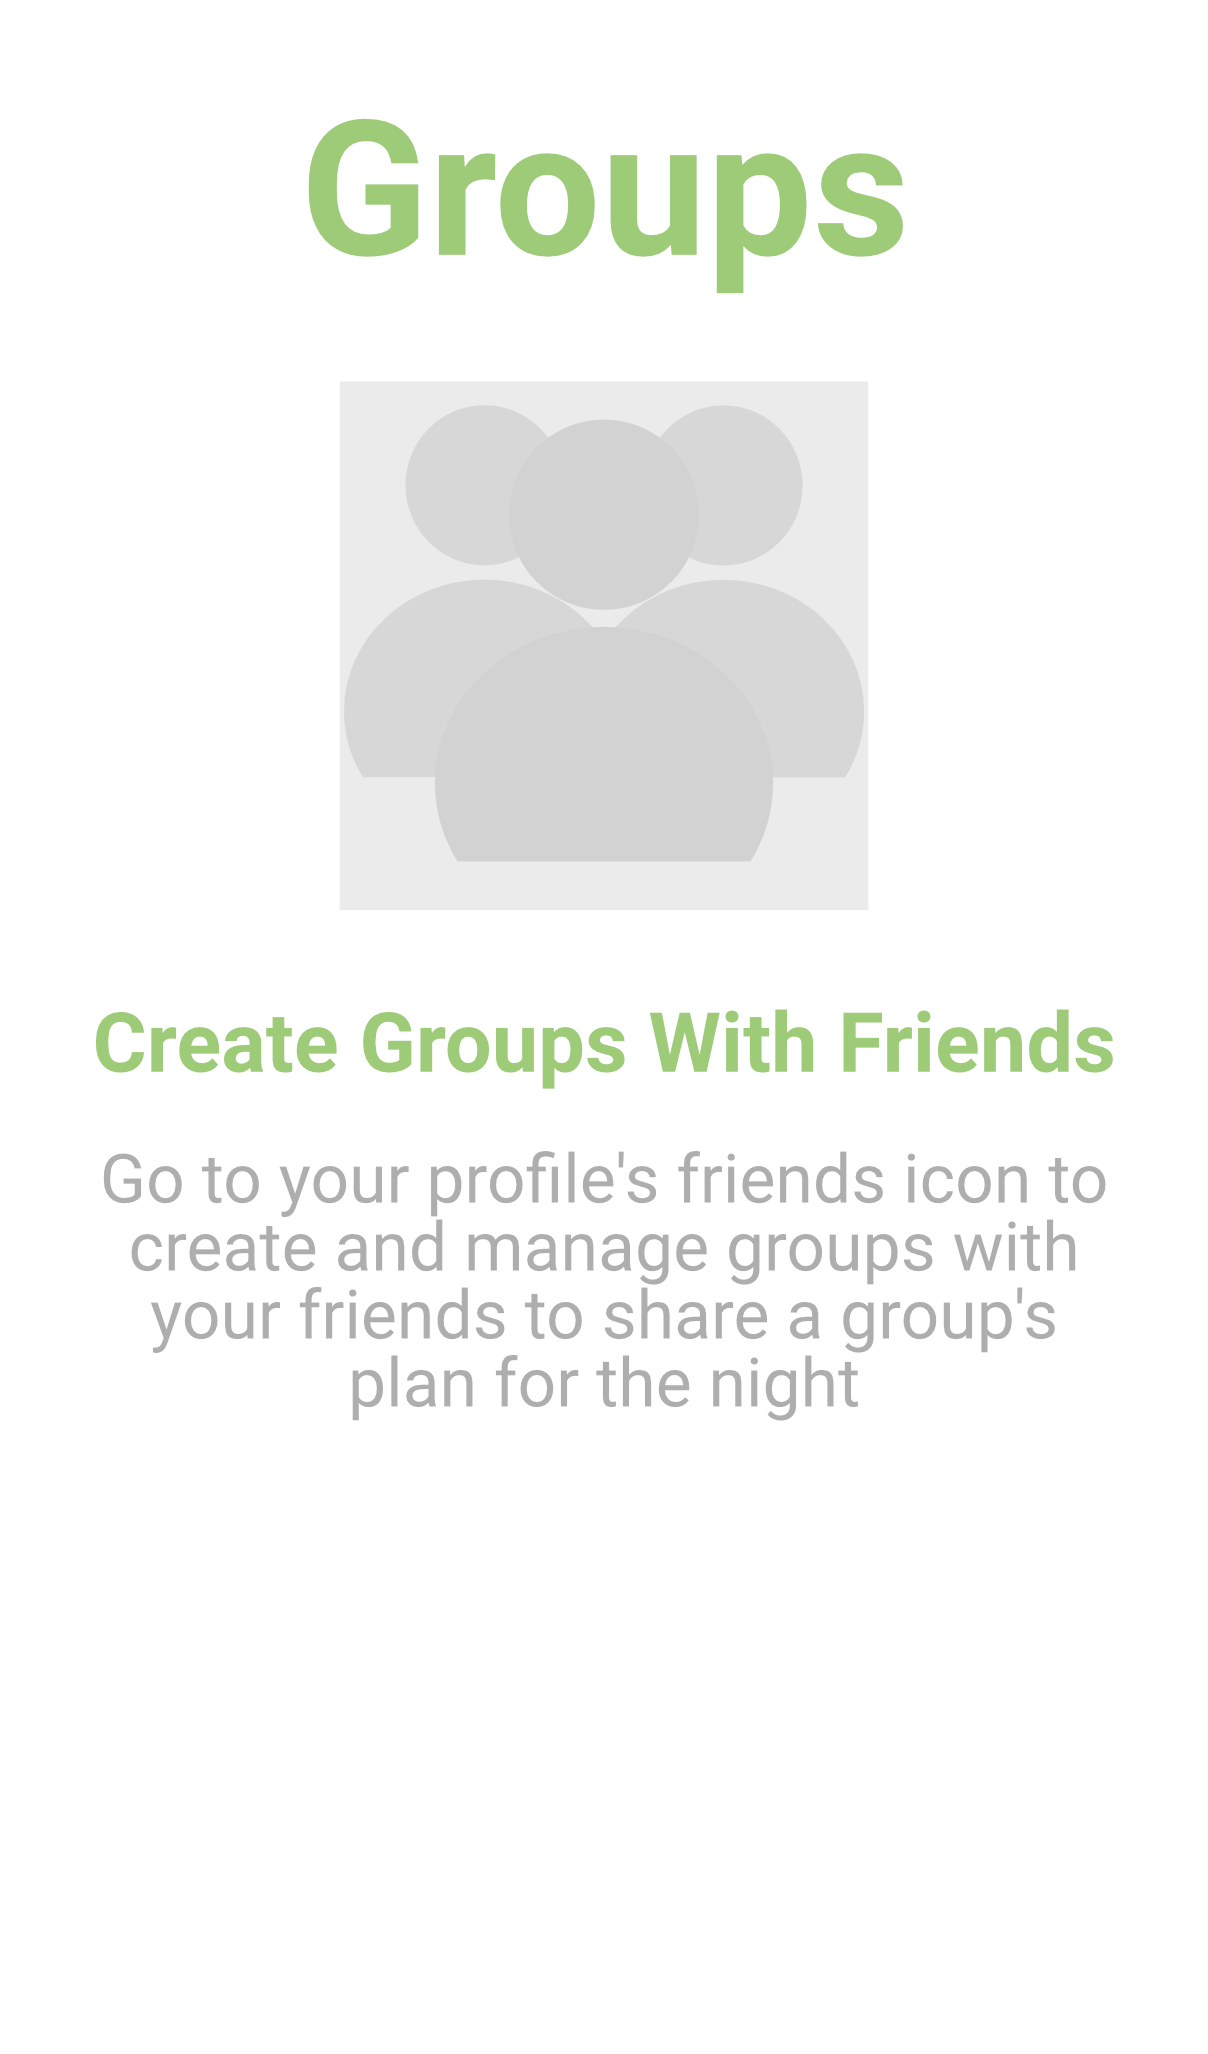 Groups
Create Groups With Friends
Go to your profile's friends icon to
create and manage groups with
your friends to share a group's
plan for the night